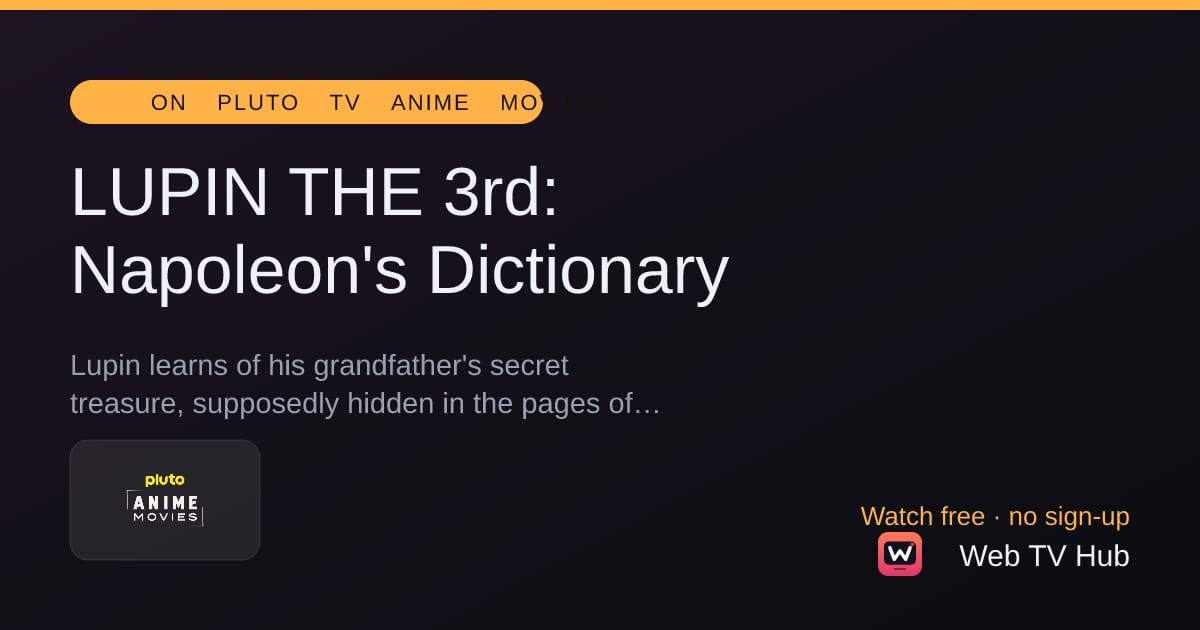 ON PLUTO TV ANIME MOVIES
LUPIN THE 3rd:
Napoleon's Dictionary
Lupin learns of his grandfather's secret
treasure, supposedly hidden in the pages of…
pluto
ANIME
MOVIES
Watch free · no sign-up
W
Web TV Hub